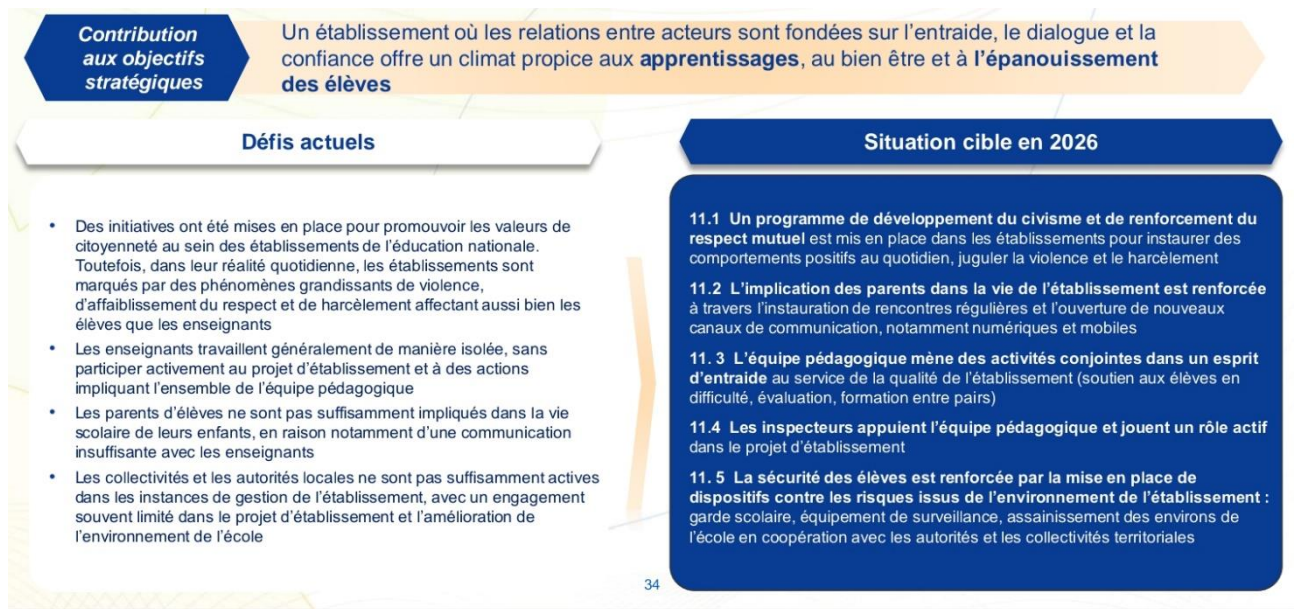 Contribution
aux objectifs
stratégiques
Un établissement où les relations entre acteurs sont fondées sur l'entraide, le dialogue et la
confiance offre un climat propice aux apprentissages, au bien être et à l'épanouissement
des élèves
Défis actuels
• Des initiatives ont été mises en place pour promouvoir les valeurs de
citoyenneté au sein des établissements de l'éducation nationale.
Toutefois, dans leur réalité quotidienne, les établissements sont
marqués par des phénomènes grandissants de violence,
d'affaiblissement du respect et de harcèlement affectant aussi bien les
élèves que les enseignants
• Les enseignants travaillent généralement de manière isolée, sans
participer activement au projet d'établissement et à des actions
impliquant l'ensemble de l'équipe pédagogique
• Les parents d'élèves ne sont pas suffisamment impliqués dans la vie
scolaire de leurs enfants, en raison notamment d'une communication
insuffisante avec les enseignants
• Les collectivités et les autorités locales ne sont pas suffisamment actives
dans les instances de gestion de l'établissement, avec un engagement
souvent limité dans le projet d'établissement et l'amélioration de
l'environnement de l'école
Situation cible en 2026
11.1 Un programme de développement du civisme et de renforcement du
respect mutuel est mis en place dans les établissements pour instaurer des
comportements positifs au quotidien, juguler la violence et le harcèlement
11.2 L'implication des parents dans la vie de l'établissement est renforcée
à travers l'instauration de rencontres régulières et l'ouverture de nouveaux
canaux de communication, notamment numériques et mobiles
11. 3 L'équipe pédagogique mène des activités conjointes dans un esprit
d'entraide au service de la qualité de l'établissement (soutien aux élèves en
difficulté, évaluation, formation entre pairs)
11.4 Les inspecteurs appuient l'équipe pédagogique et jouent un rôle actif
dans le projet d'établissement
11. 5 La sécurité des élèves est renforcée par la mise en place de
dispositifs contre les risques issus de l'environnement de l'établissement :
garde scolaire, équipement de surveillance, assainissement des environs de
l'école en coopération avec les autorités et les collectivités territoriales
34